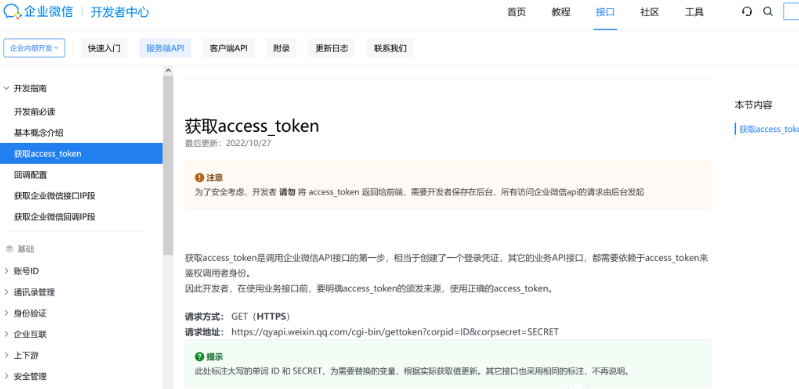 企业微信 | 开发者中心
首页 教程 接口 社区 工具
企业内部开发 快速入门 服务端API 客户端API 附录 更新日志 联系我们
开发指南
开发前必读
基本概念介绍
获取access_token
回调配置
获取企业微信接口IP段
获取企业微信回调IP段
基础
账号ID
通讯录管理
身份验证
企业互联
上下游
安全管理
获取access_token
最后更新：2022/10/27
注意
为了安全考虑，开发者 请勿 将 access_token 返回给前端，需要开发者保存在后台，所有访问企业微信api的请求由后台发起
获取access_token是调用企业微信API接口的第一步，相当于创建了一个登录凭证，其它的业务API接口，都需要依赖于access_token来
鉴权调用者身份。
因此开发者，在使用业务接口前，要明确access_token的颁发来源，使用正确的access_token。
请求方式： GET（HTTPS）
请求地址： https://qyapi.weixin.qq.com/cgi-bin/gettoken?corpid=ID&corpsecret=SECRET
提示
此处标注大写的单词 ID 和 SECRET，为需要替换的变量，根据实际获取值更新。其它接口也采用相同的标注，不再说明。
本节内容
获取access_toke